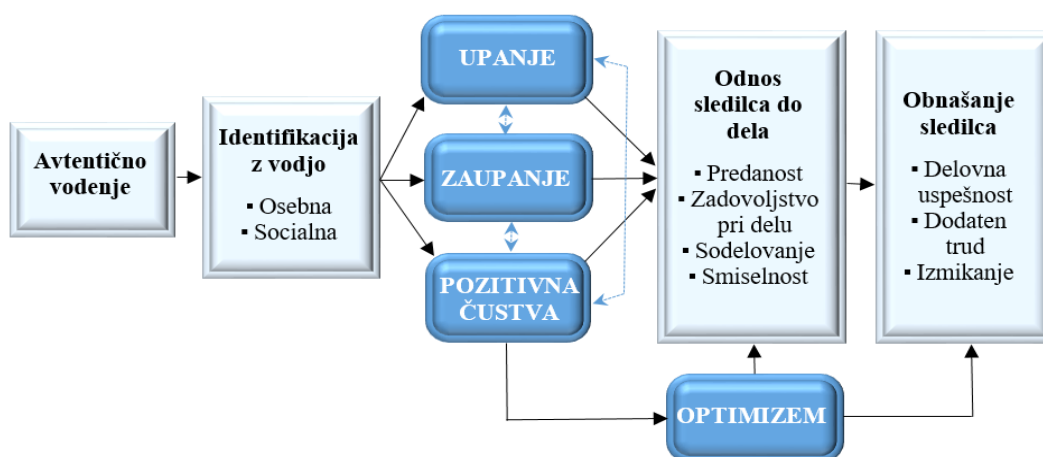 Avtentično
vodenje
Identifikacija
z vodjo
▪ Osebna
▪ Socialna
UPANJE
ZAUPANJE
POZITIVNA
ČUSTVA
Odnos
sledilca do
dela
▪ Predanost
▪ Zadovoljstvo
pri delu
▪ Sodelovanje
▪ Smiselnost
Obnašanje
sledilca
▪ Delovna
uspešnost
▪ Dodaten
trud
▪ Izmikanje
OPTIMIZEM